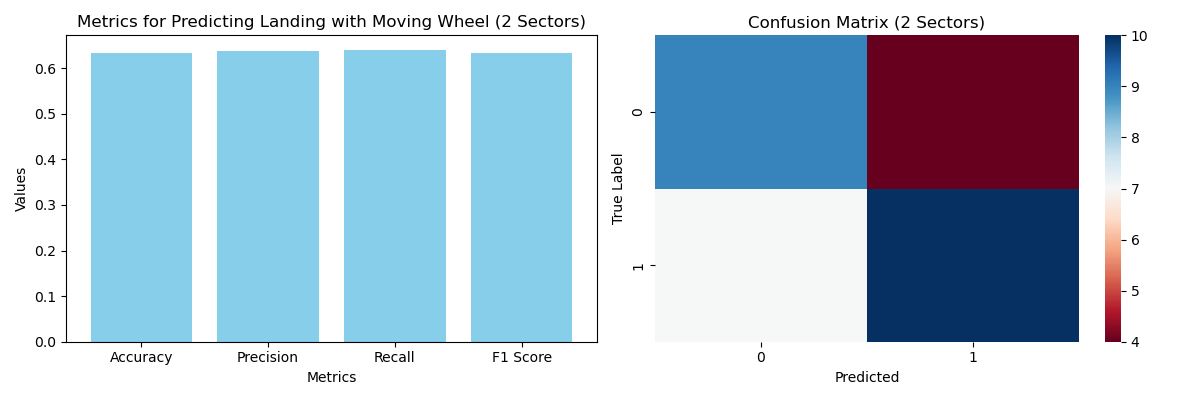 Metrics for Predicting Landing with Moving Wheel (2 Sectors)
Values
0.6
0.5
0.4
0.3
0.2
0.1
0.0
Accuracy Precision Recall F1 Score
Metrics
Confusion Matrix (2 Sectors)
True Label
0
1
0 1
Predicted
10
9
8
7
6
5
4